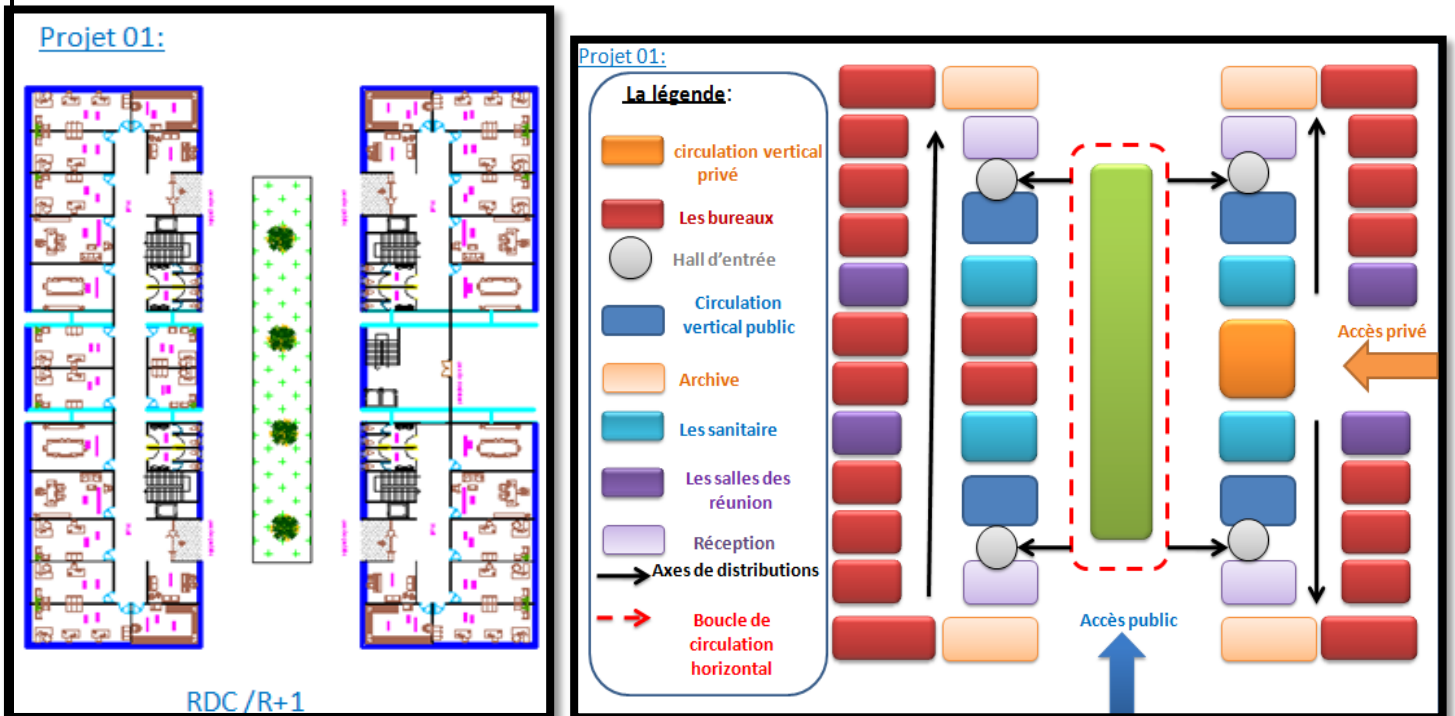 Projet 01:
RDC /R+1
Projet 01:
La légende:
circulation vertical
privé
Les bureaux
Hall d'entrée
Circulation
vertical public
Archive
Les sanitaire
Les salles des
réunion
Réception
Axes de distributions
Boucle de
circulation
horizontal
Accès privé
Accès public